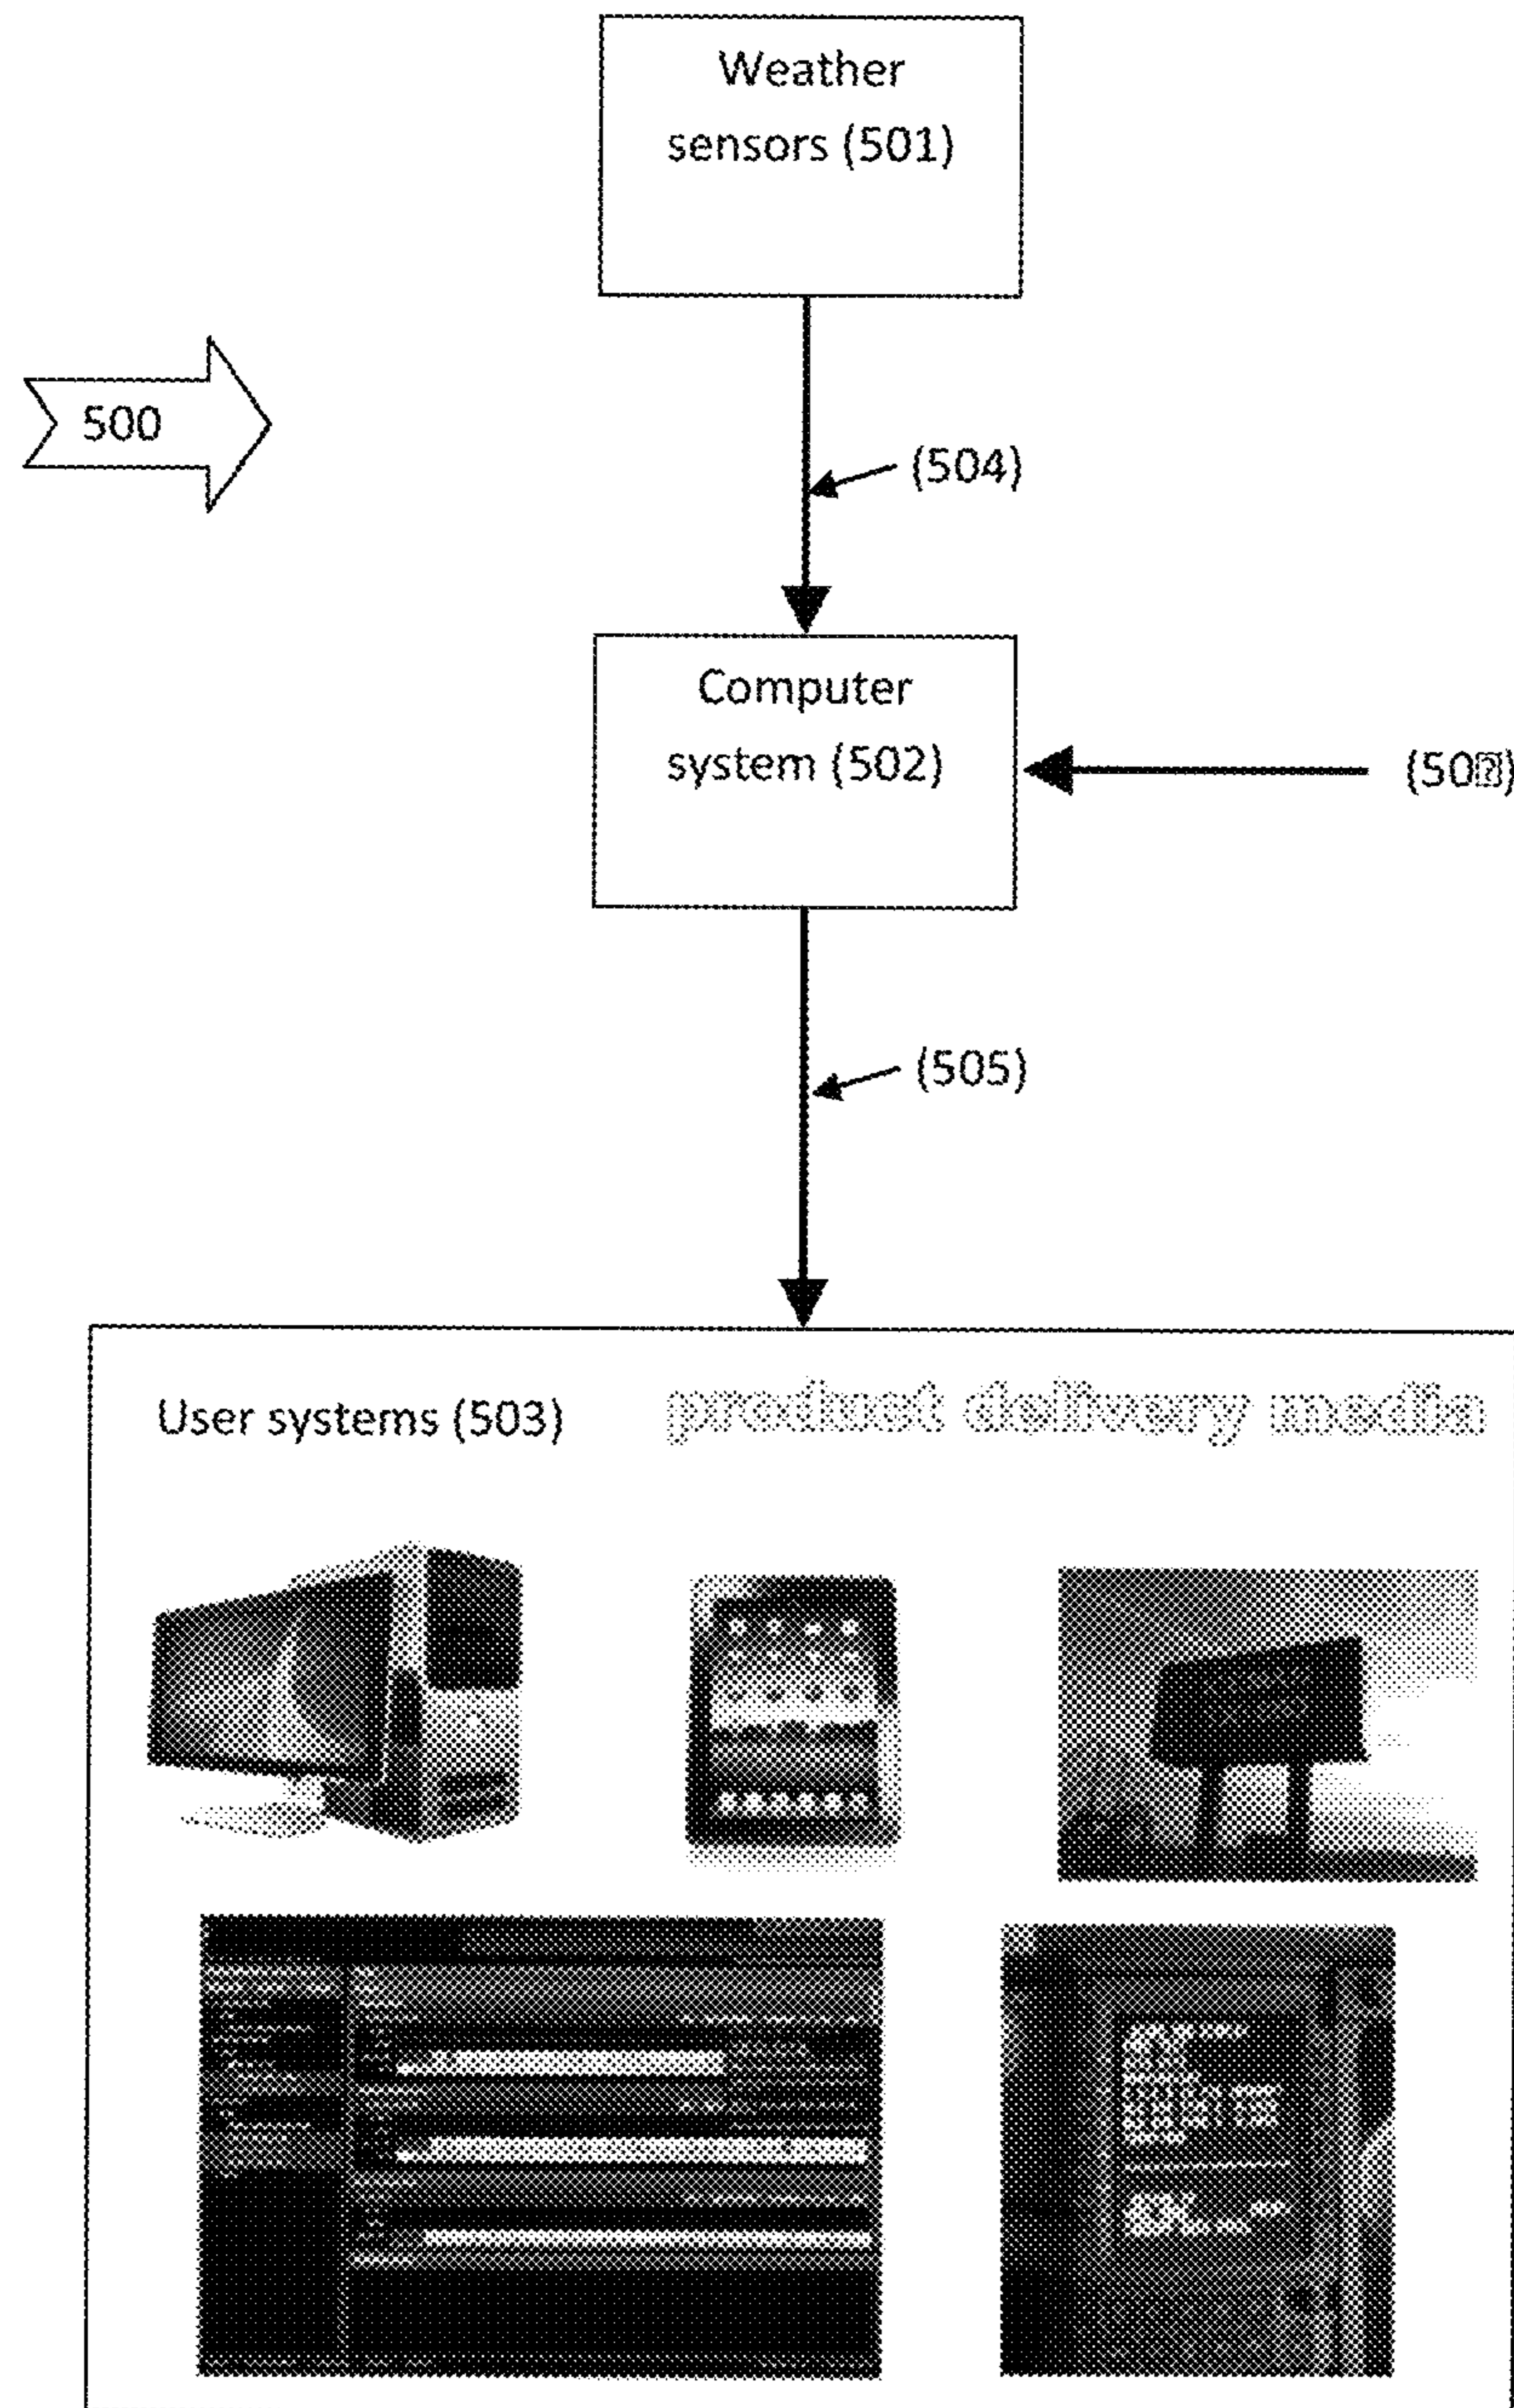 Weather
sensors (501)
500
(504)
Computer
system (502)
(505)
User systems (503) product delivery media